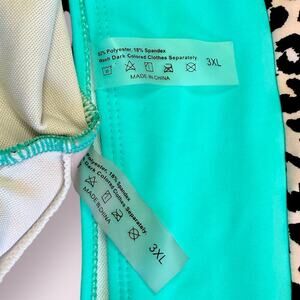 82% Polyester, 18% Spandex
Wash Dark Colored Clothes Separately.
3XL
MADE IN CHINA
Polyester, 18% Spandex
Dark Colored Clothes Separately.
MADE IN CHINA
3XL